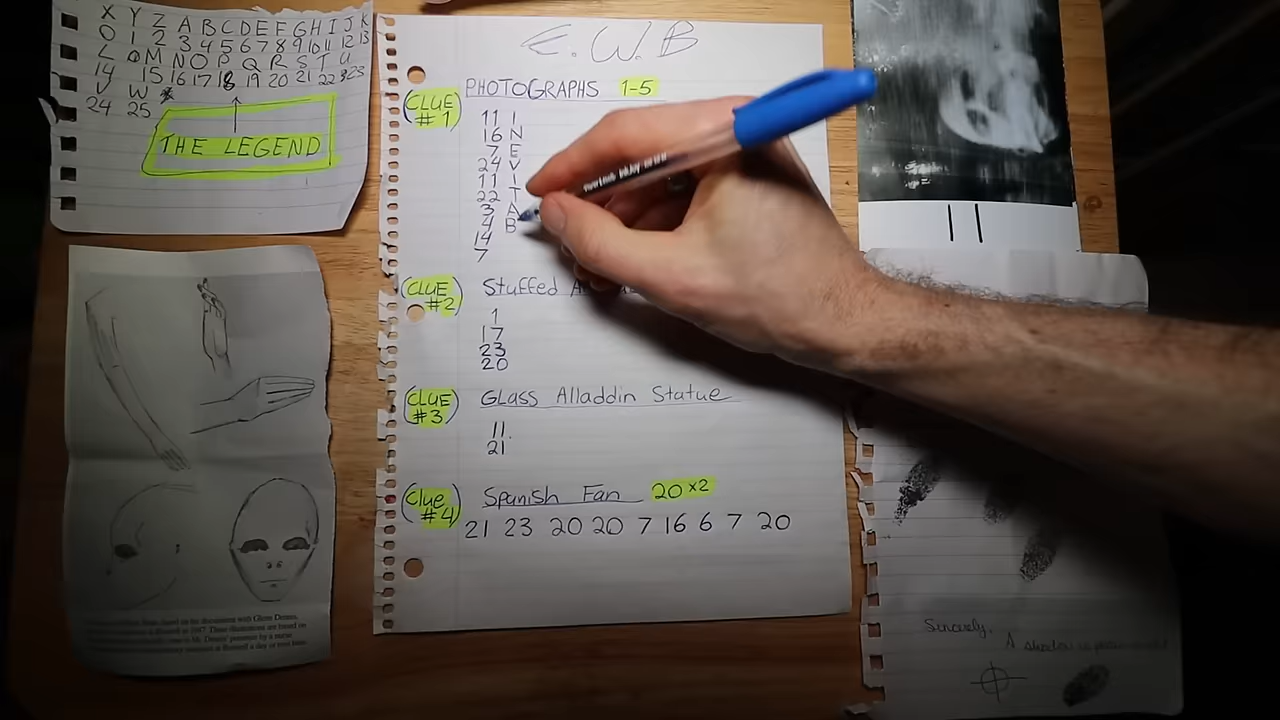 X Y Z A B C D E F G H I J K
0 1 2 3 4 5 6 7 8 9 10 11 12 13
L M N O P Q R S T U
14 15 16 17 18 19 20 21 22 23
V W
24 25
THE LEGEND
E.W.B
CLUE #1
PHOTOGRAPHS 1-5
11 I
16 N
7 E
24 V
11 I
22 T
3 A
4 B
14
7
CLUE #2
Stuffed
1
17
23
20
CLUE #3
Glass Alladdin Statue
11
21
Clue #4
Spanish Fan 20x2
21 23 20 20 7 16 6 7 20
11
Sincerely,
A shadow